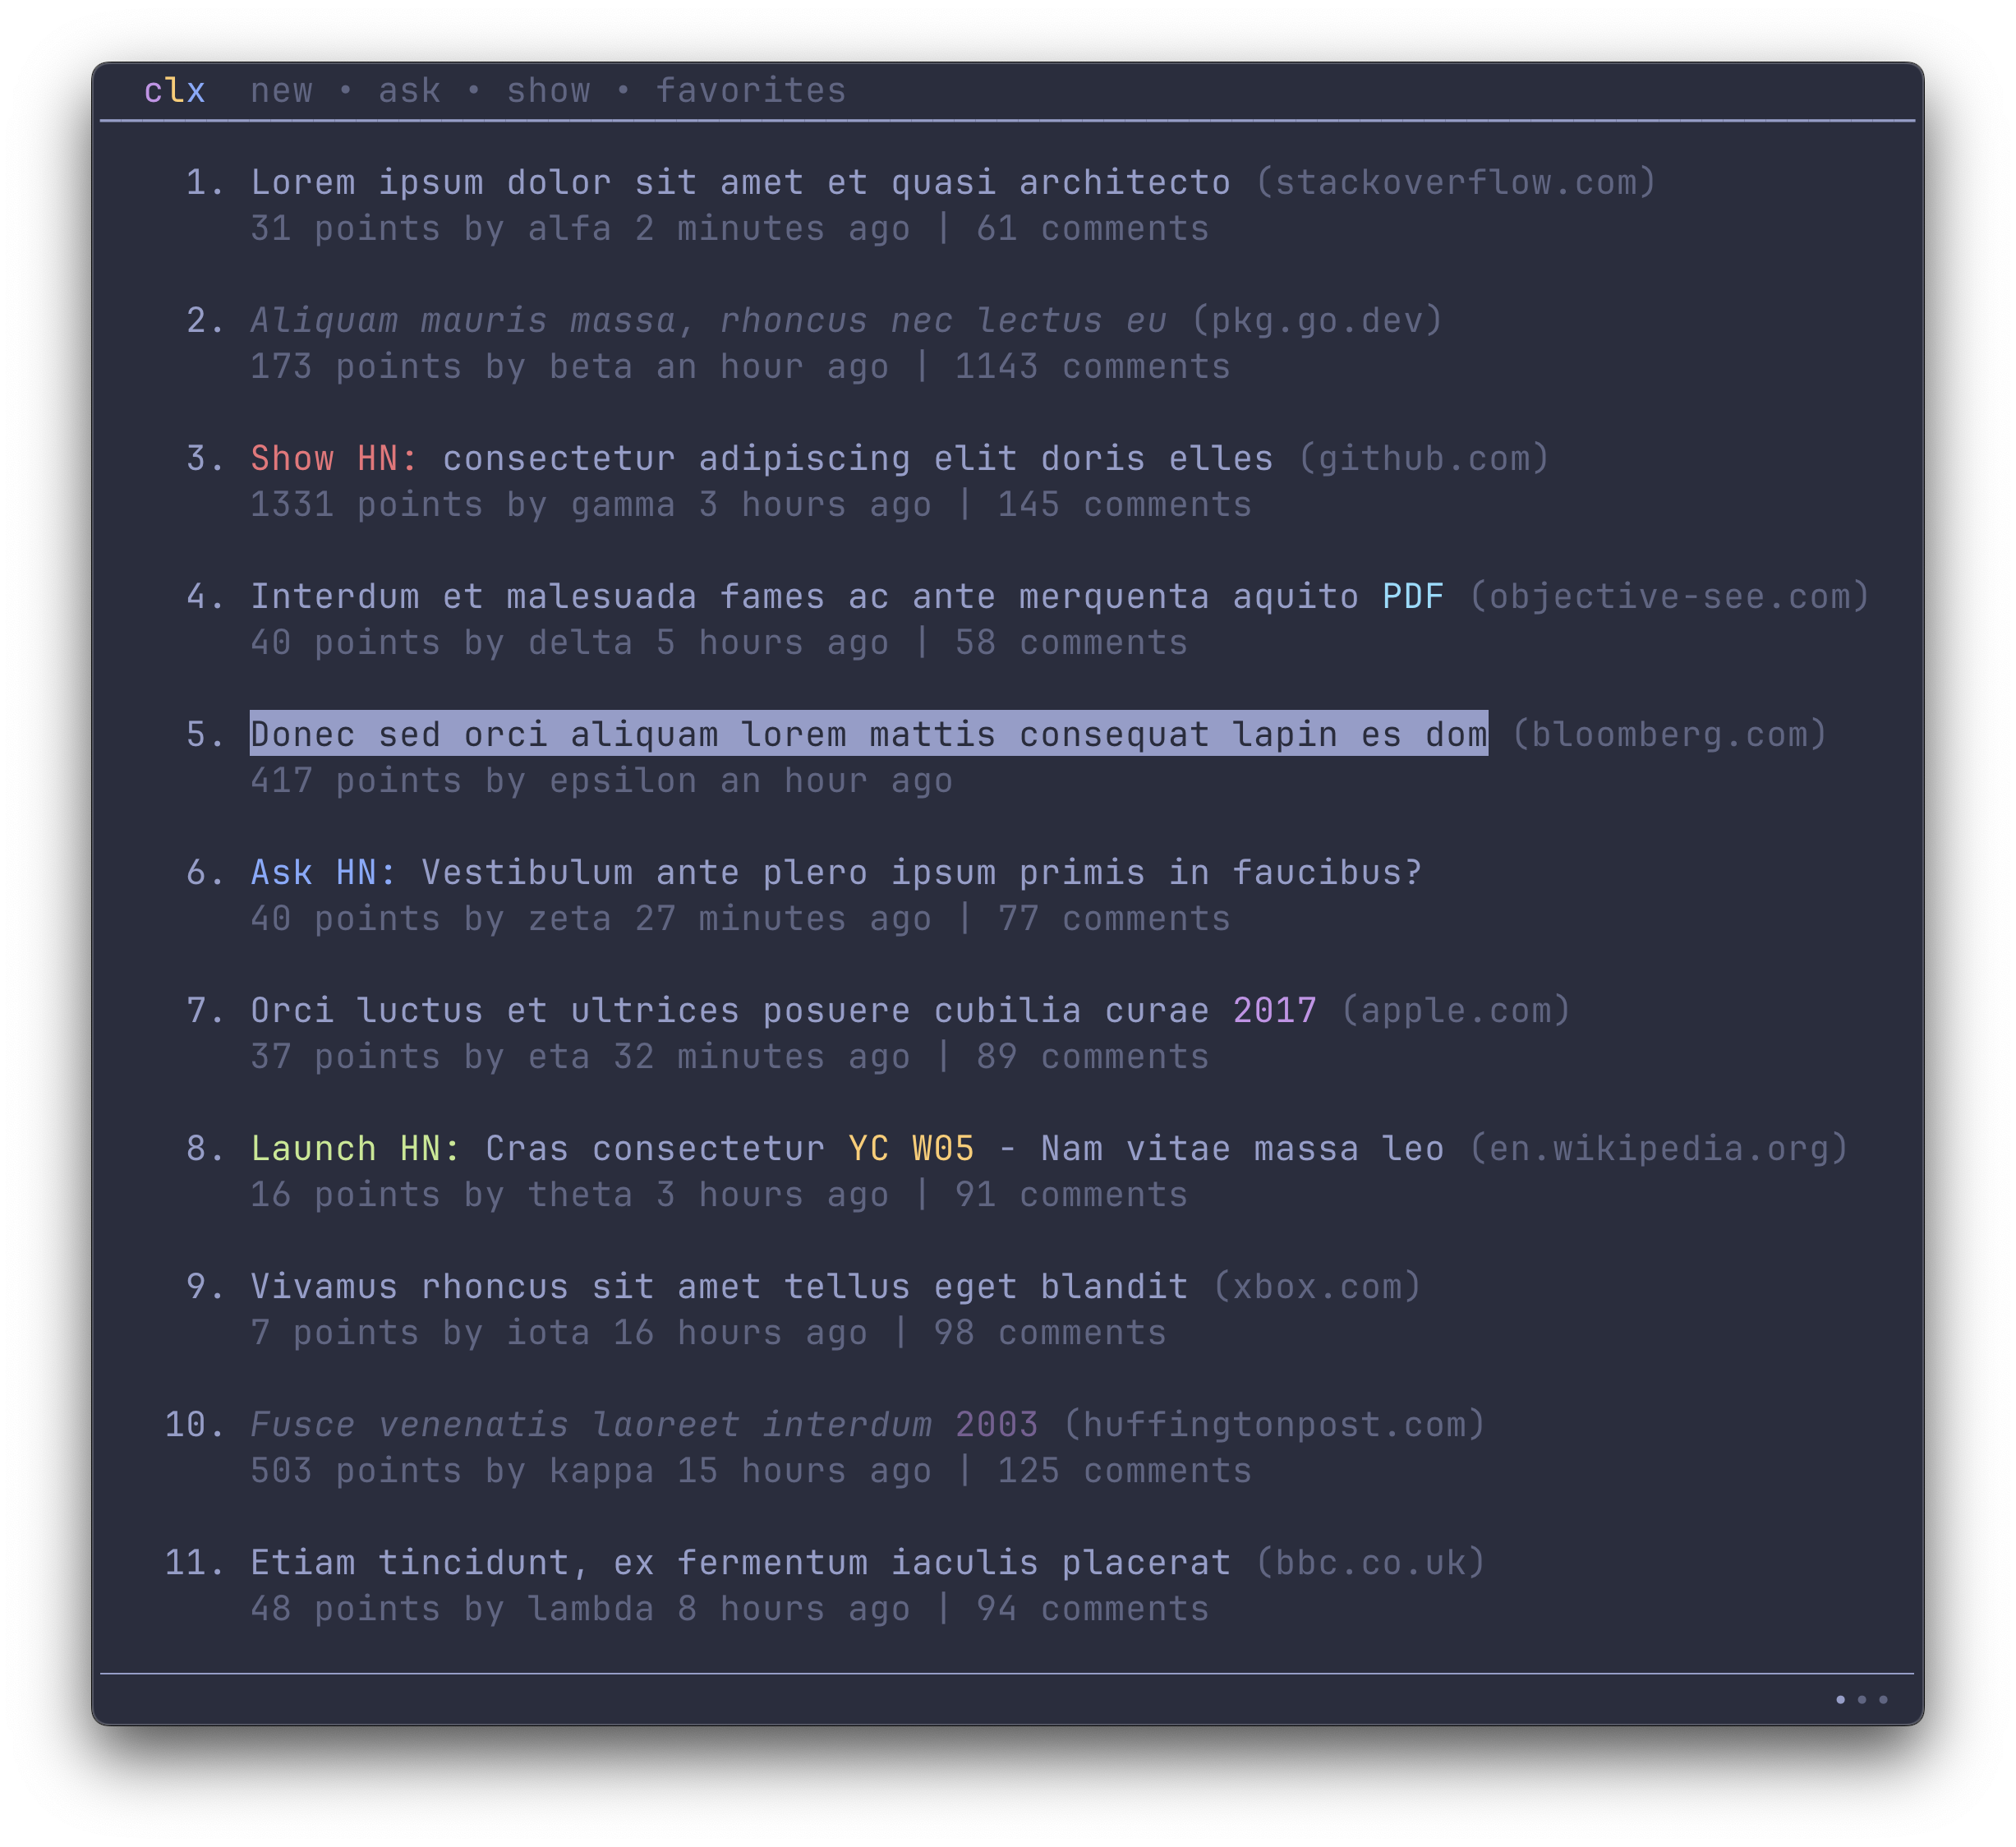 clx new • ask • show • favorites
1. Lorem ipsum dolor sit amet et quasi architecto (stackoverflow.com)
31 points by alfa 2 minutes ago | 61 comments
2. Aliquam mauris massa, rhoncus nec lectus eu (pkg.go.dev)
173 points by beta an hour ago | 1143 comments
3. Show HN: consectetur adipiscing elit doris elles (github.com)
1331 points by gamma 3 hours ago | 145 comments
4. Interdum et malesuada fames ac ante merquenta aquito PDF (objective-see.com)
40 points by delta 5 hours ago | 58 comments
5. Donec sed orci aliquam lorem mattis consequat lapin es dom (bloomberg.com)
417 points by epsilon an hour ago
6. Ask HN: Vestibulum ante plero ipsum primis in faucibus?
40 points by zeta 27 minutes ago | 77 comments
7. Orci luctus et ultrices posuere cubilia curae 2017 (apple.com)
37 points by eta 32 minutes ago | 89 comments
8. Launch HN: Cras consectetur YC W05 - Nam vitae massa leo (en.wikipedia.org)
16 points by theta 3 hours ago | 91 comments
9. Vivamus rhoncus sit amet tellus eget blandit (xbox.com)
7 points by iota 16 hours ago | 98 comments
10. Fusce venenatis laoreet interdum 2003 (huffingtonpost.com)
503 points by kappa 15 hours ago | 125 comments
11. Etiam tincidunt, ex fermentum iaculis placerat (bbc.co.uk)
48 points by lambda 8 hours ago | 94 comments